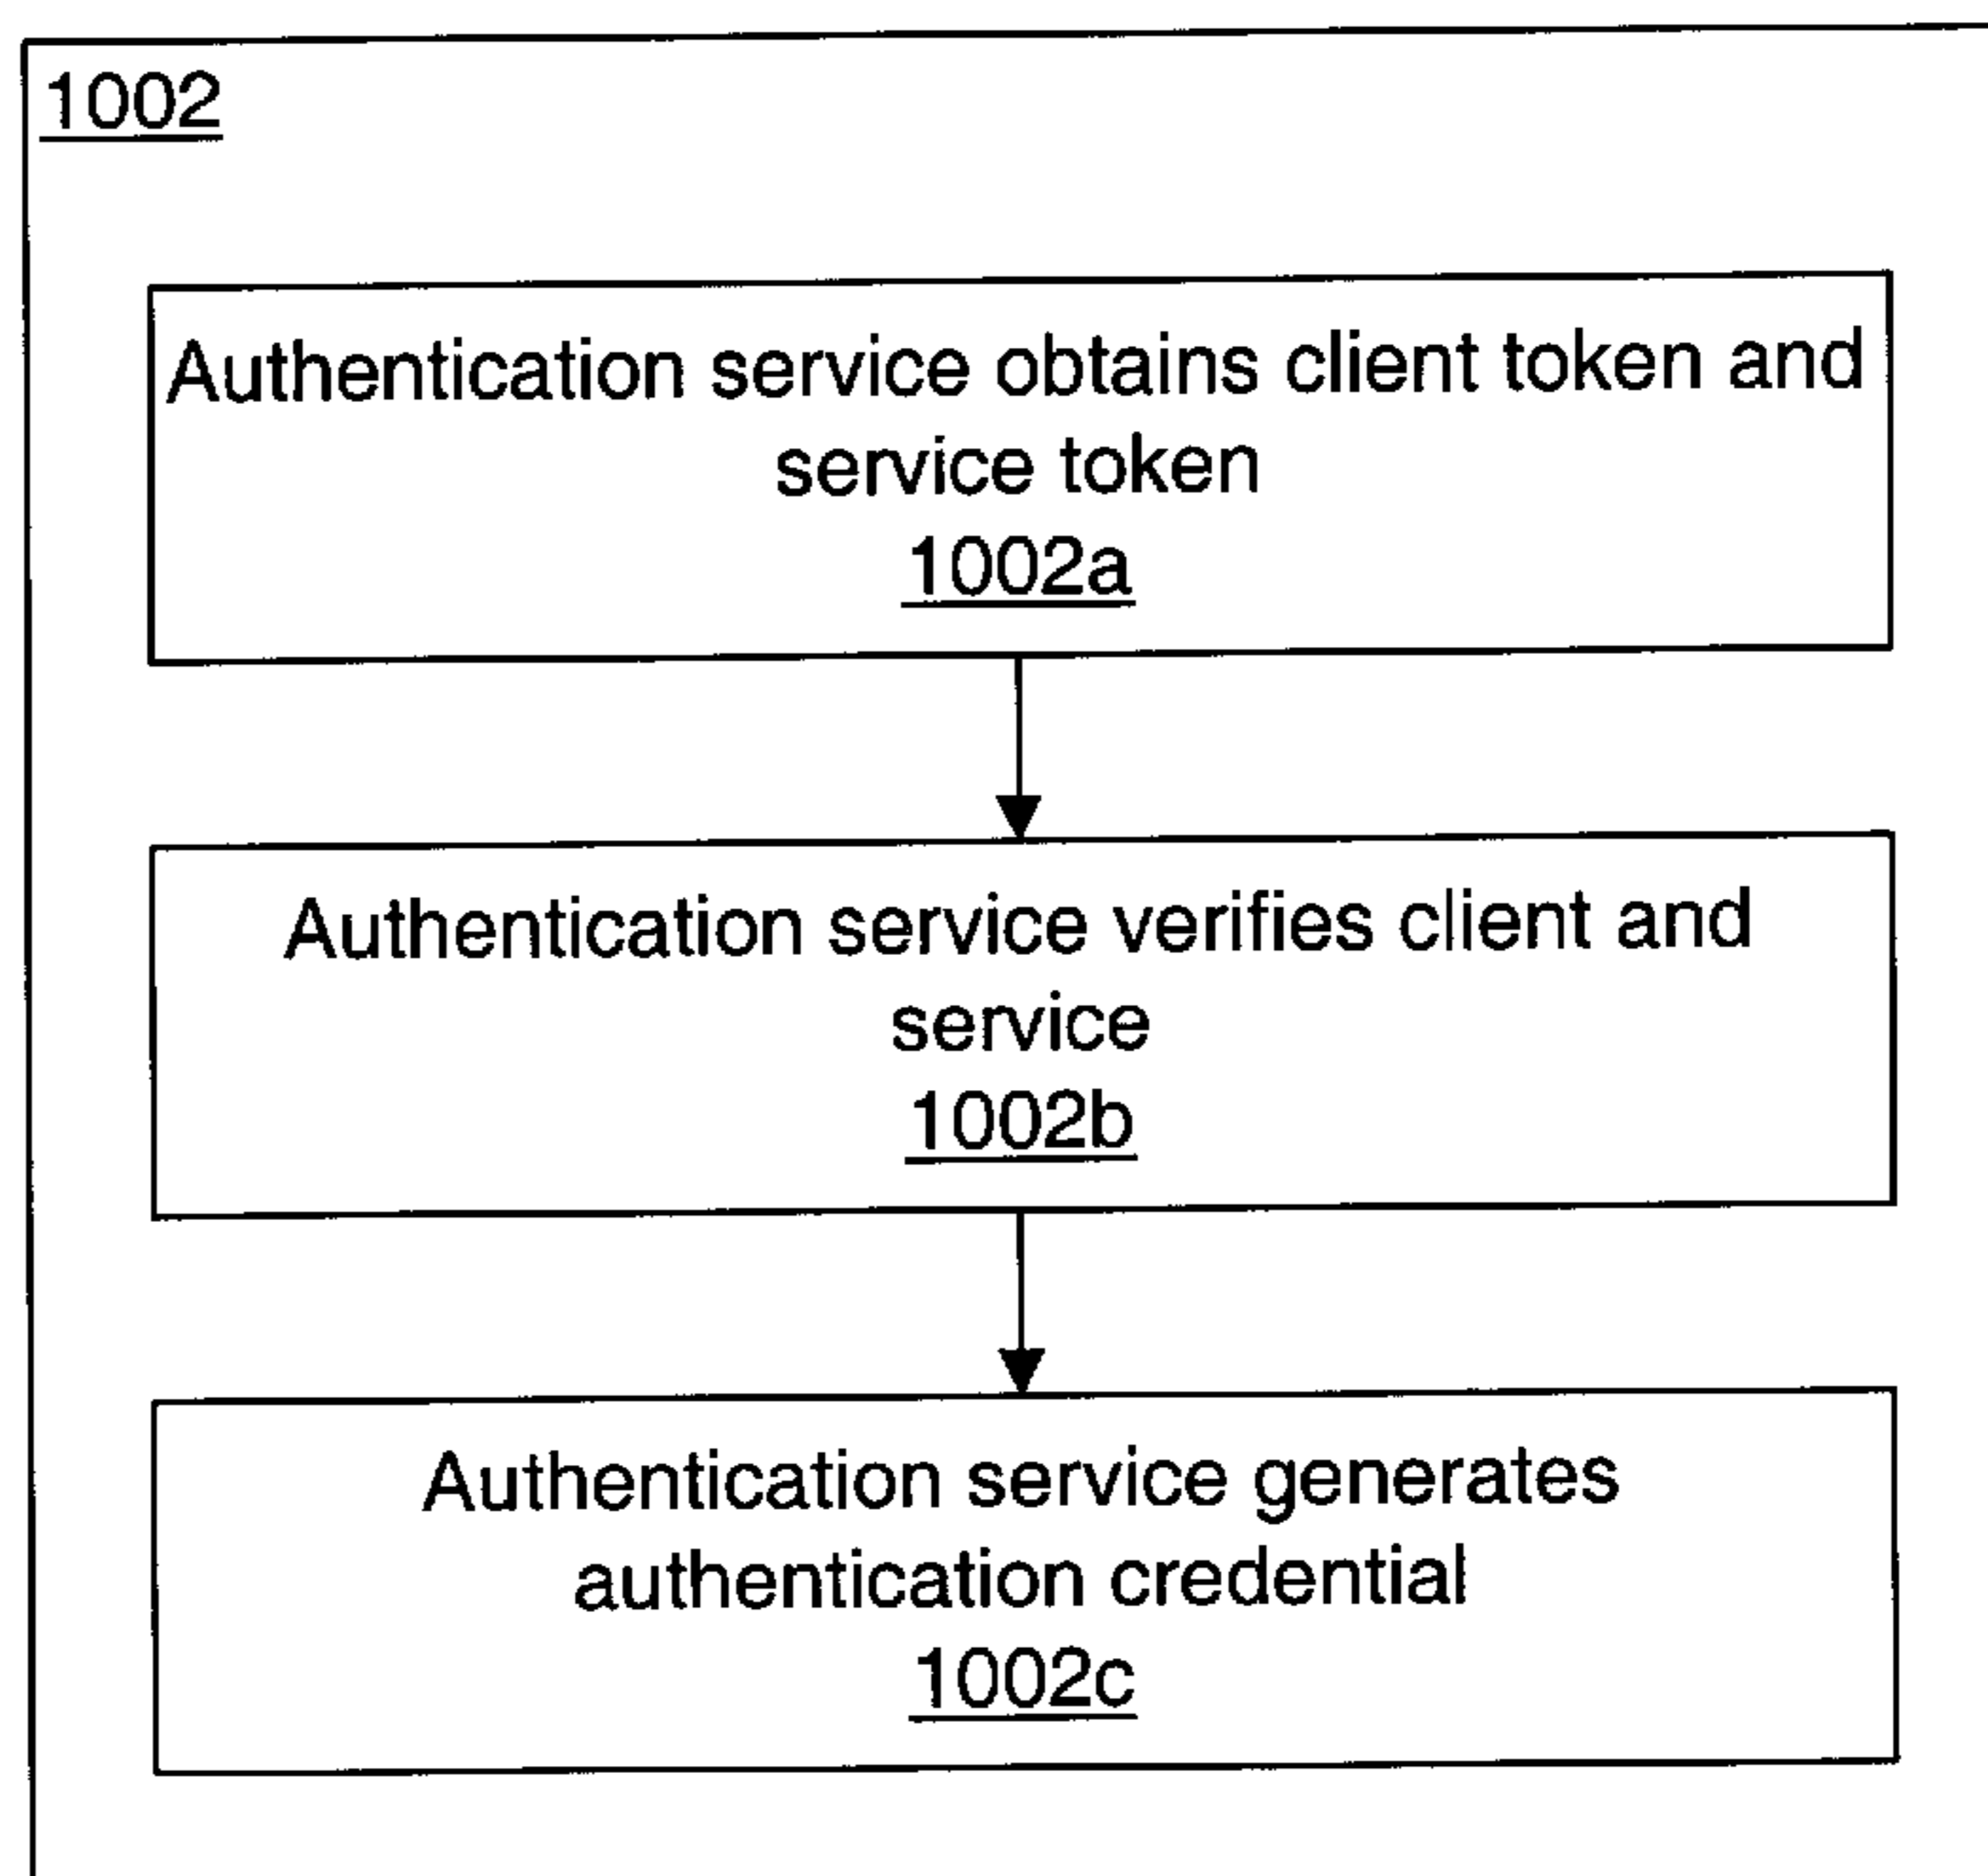 1002
Authentication service obtains client token and
service token
1002a
Authentication service verifies client and
service
1002b
Authentication service generates
authentication credential
1002c